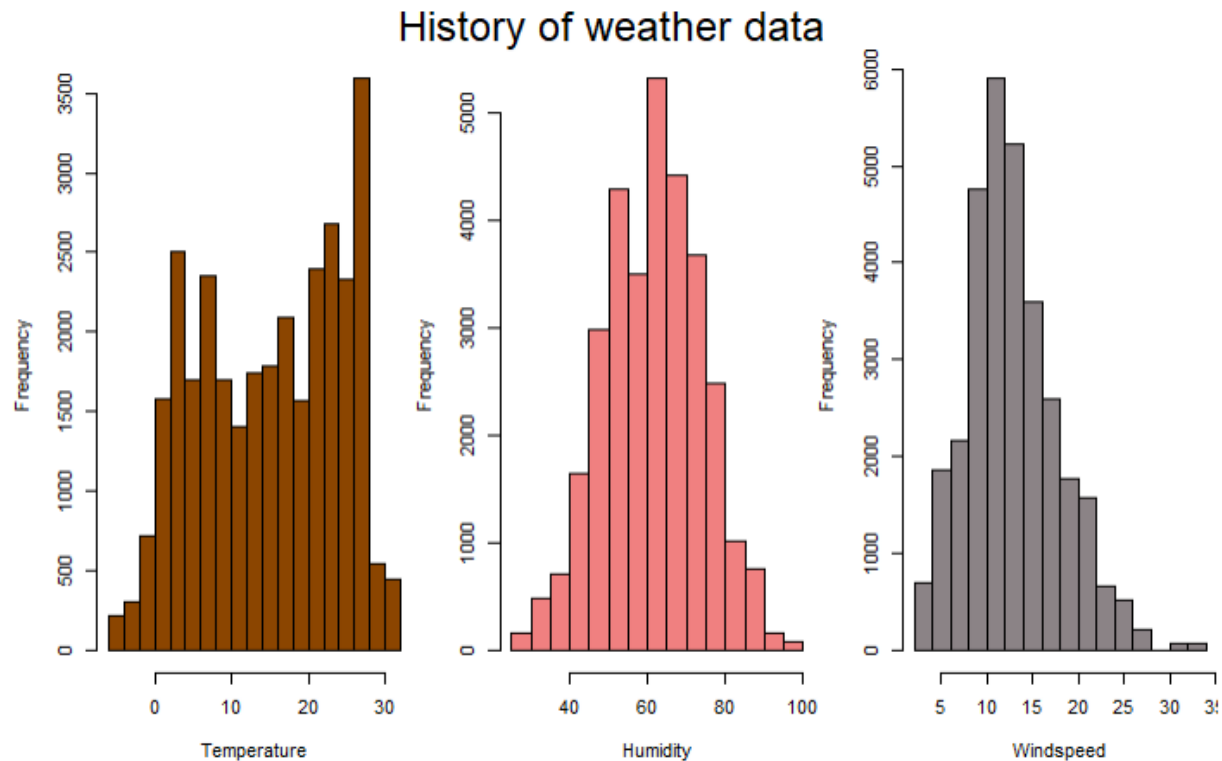 History of weather data
Frequency
0 500 1000 1500 2000 2500 3000 3500
0 10 20 30
Temperature
Frequency
0 1000 2000 3000 4000 5000
40 60 80 100
Humidity
Frequency
0 1000 2000 3000 4000 5000 6000
5 10 15 20 25 30 35
Windspeed